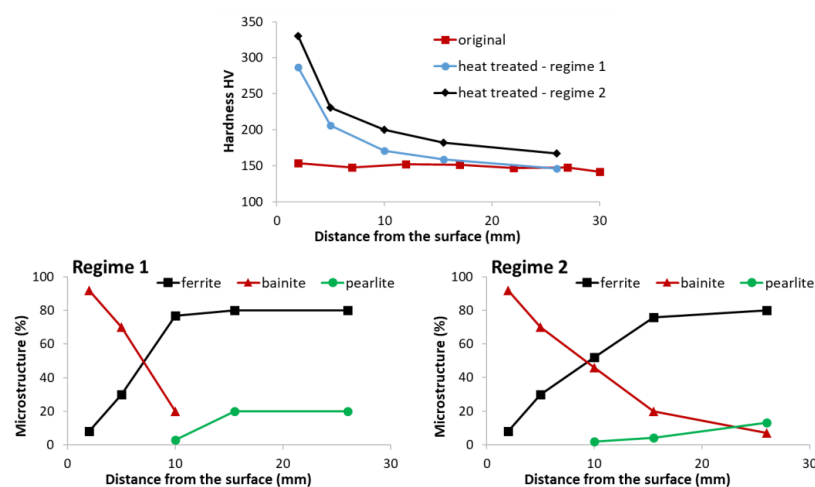 350
300
250
200
150
100
Hardness HV
original
heat treated - regime 1
heat treated - regime 2
0
10
20
30
Distance from the surface (mm)
Regime 1
ferrite
bainite
pearlite
100
80
60
40
20
0
Microstructure (%)
0
10
20
30
Distance from the surface (mm)
Regime 2
ferrite
bainite
pearlite
100
80
60
40
20
0
Microstructure (%)
0
10
20
30
Distance from the surface (mm)